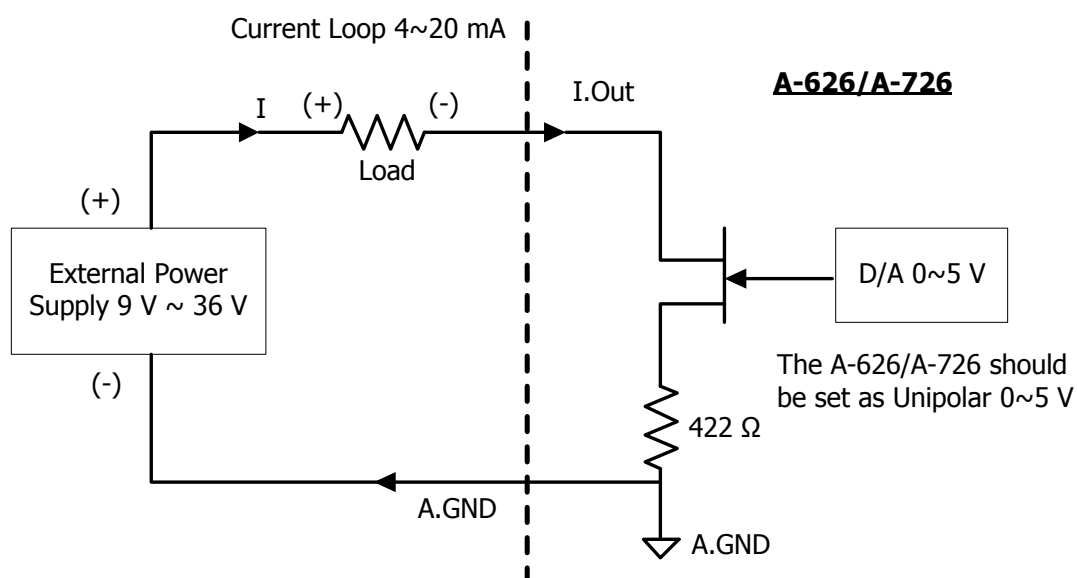 Current Loop 4~20 mA
A-626/A-726
I
(+)
(-)
I.Out
Load
(+)
External Power
Supply 9 V ~ 36 V
D/A 0~5 V
(-)
The A-626/A-726 should
be set as Unipolar 0~5 V
422 Ω
A.GND
A.GND